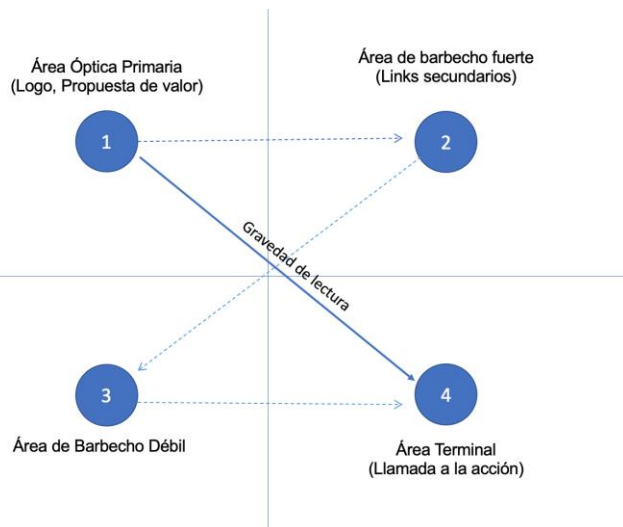 Área Óptica Primaria
(Logo, Propuesta de valor)
1
Área de barbecho fuerte
(Links secundarios)
2
Gravedad de lectura
3
Área de Barbecho Débil
4
Área Terminal
(Llamada a la acción)